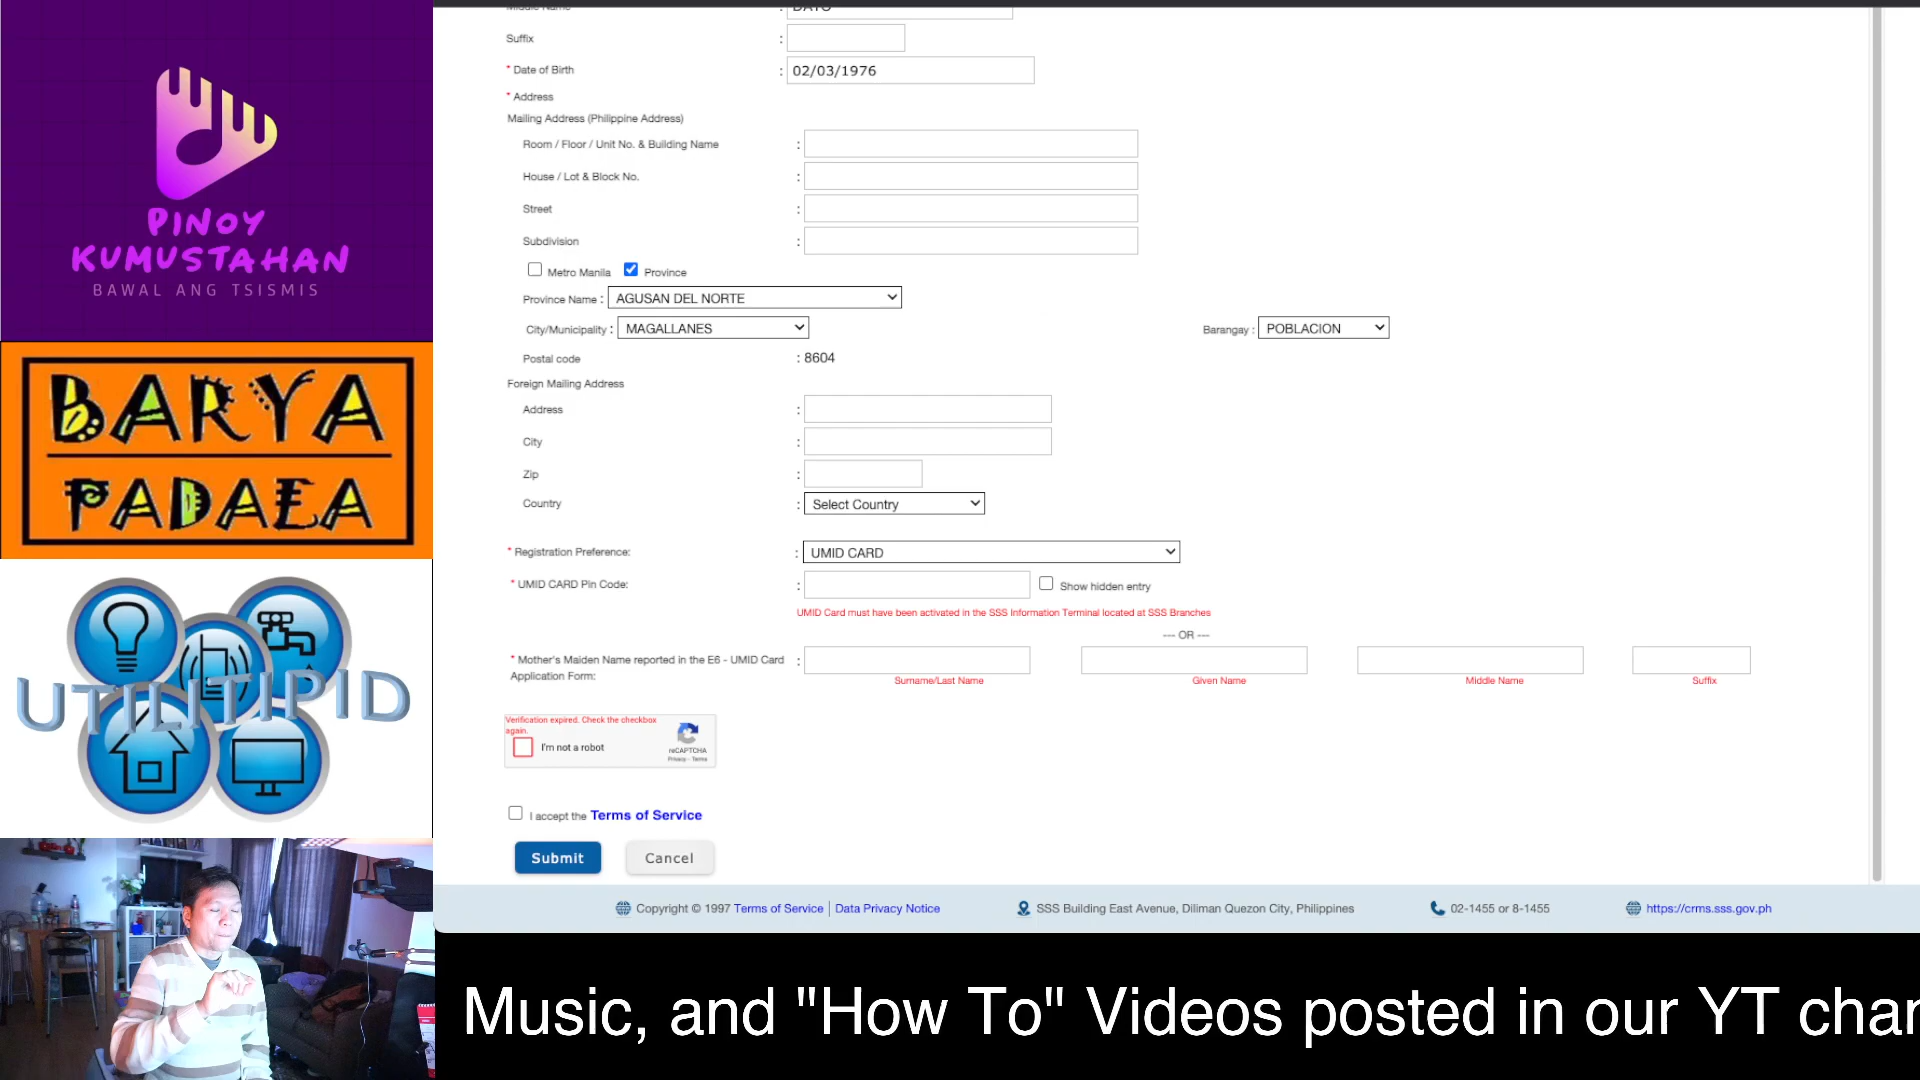 PINOY
KUMUSTAHAN
BAWAL ANG TSISMIS
BARYA
PADALA
UTILITIPID
Middle Name : DAYO
Suffix :
* Date of Birth : 02/03/1976
* Address
Mailing Address (Philippine Address)
Room / Floor / Unit No. & Building Name :
House / Lot & Block No. :
Street :
Subdivision :
Metro Manila Province
Province Name : AGUSAN DEL NORTE
City/Municipality : MAGALLANES Barangay : POBLACION
Postal code : 8604
Foreign Mailing Address
Address :
City :
Zip :
Country : Select Country
* Registration Preference: : UMID CARD
* UMID CARD Pin Code: : Show hidden entry
UMID Card must have been activated in the SSS Information Terminal located at SSS Branches
--- OR ---
* Mother's Maiden Name reported in the E6 - UMID Card :
Application Form:
Surname/Last Name Given Name Middle Name Suffix
Verification expired. Check the checkbox
again.
I'm not a robot
reCAPTCHA
Privacy - Terms
I accept the Terms of Service
Submit Cancel
Copyright © 1997 Terms of Service | Data Privacy Notice SSS Building East Avenue, Diliman Quezon City, Philippines 02-1455 or 8-1455 https://crms.sss.gov.ph
Music, and "How To" Videos posted in our YT chan